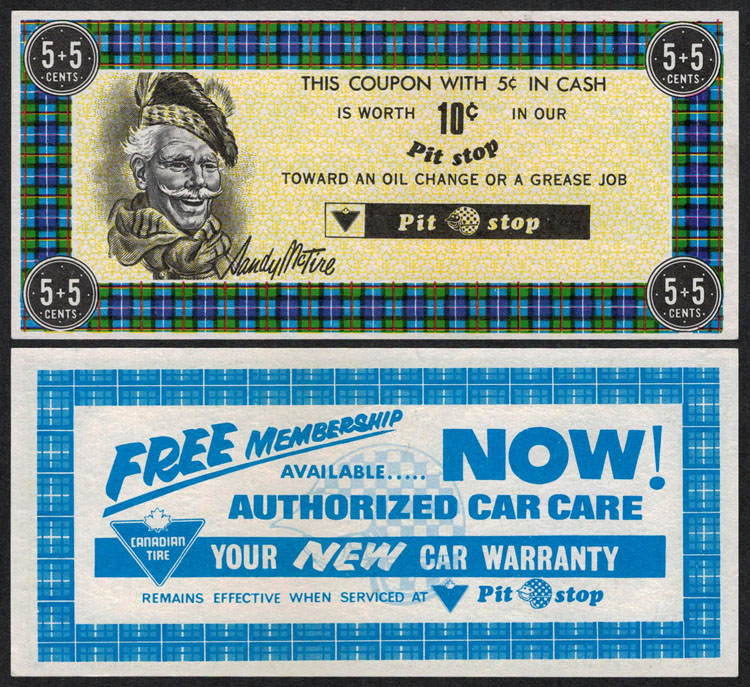 5+5
CENTS
5+5
CENTS
THIS COUPON WITH 5¢ IN CASH
IS WORTH 10¢ IN OUR
Pit stop
TOWARD AN OIL CHANGE OR A GREASE JOB
Pit stop
Sandy McTire
5+5
CENTS
5+5
CENTS
FREE MEMBERSHIP
AVAILABLE..... NOW!
AUTHORIZED CAR CARE
CANADIAN
TIRE
YOUR NEW CAR WARRANTY
REMAINS EFFECTIVE WHEN SERVICED AT Pit stop